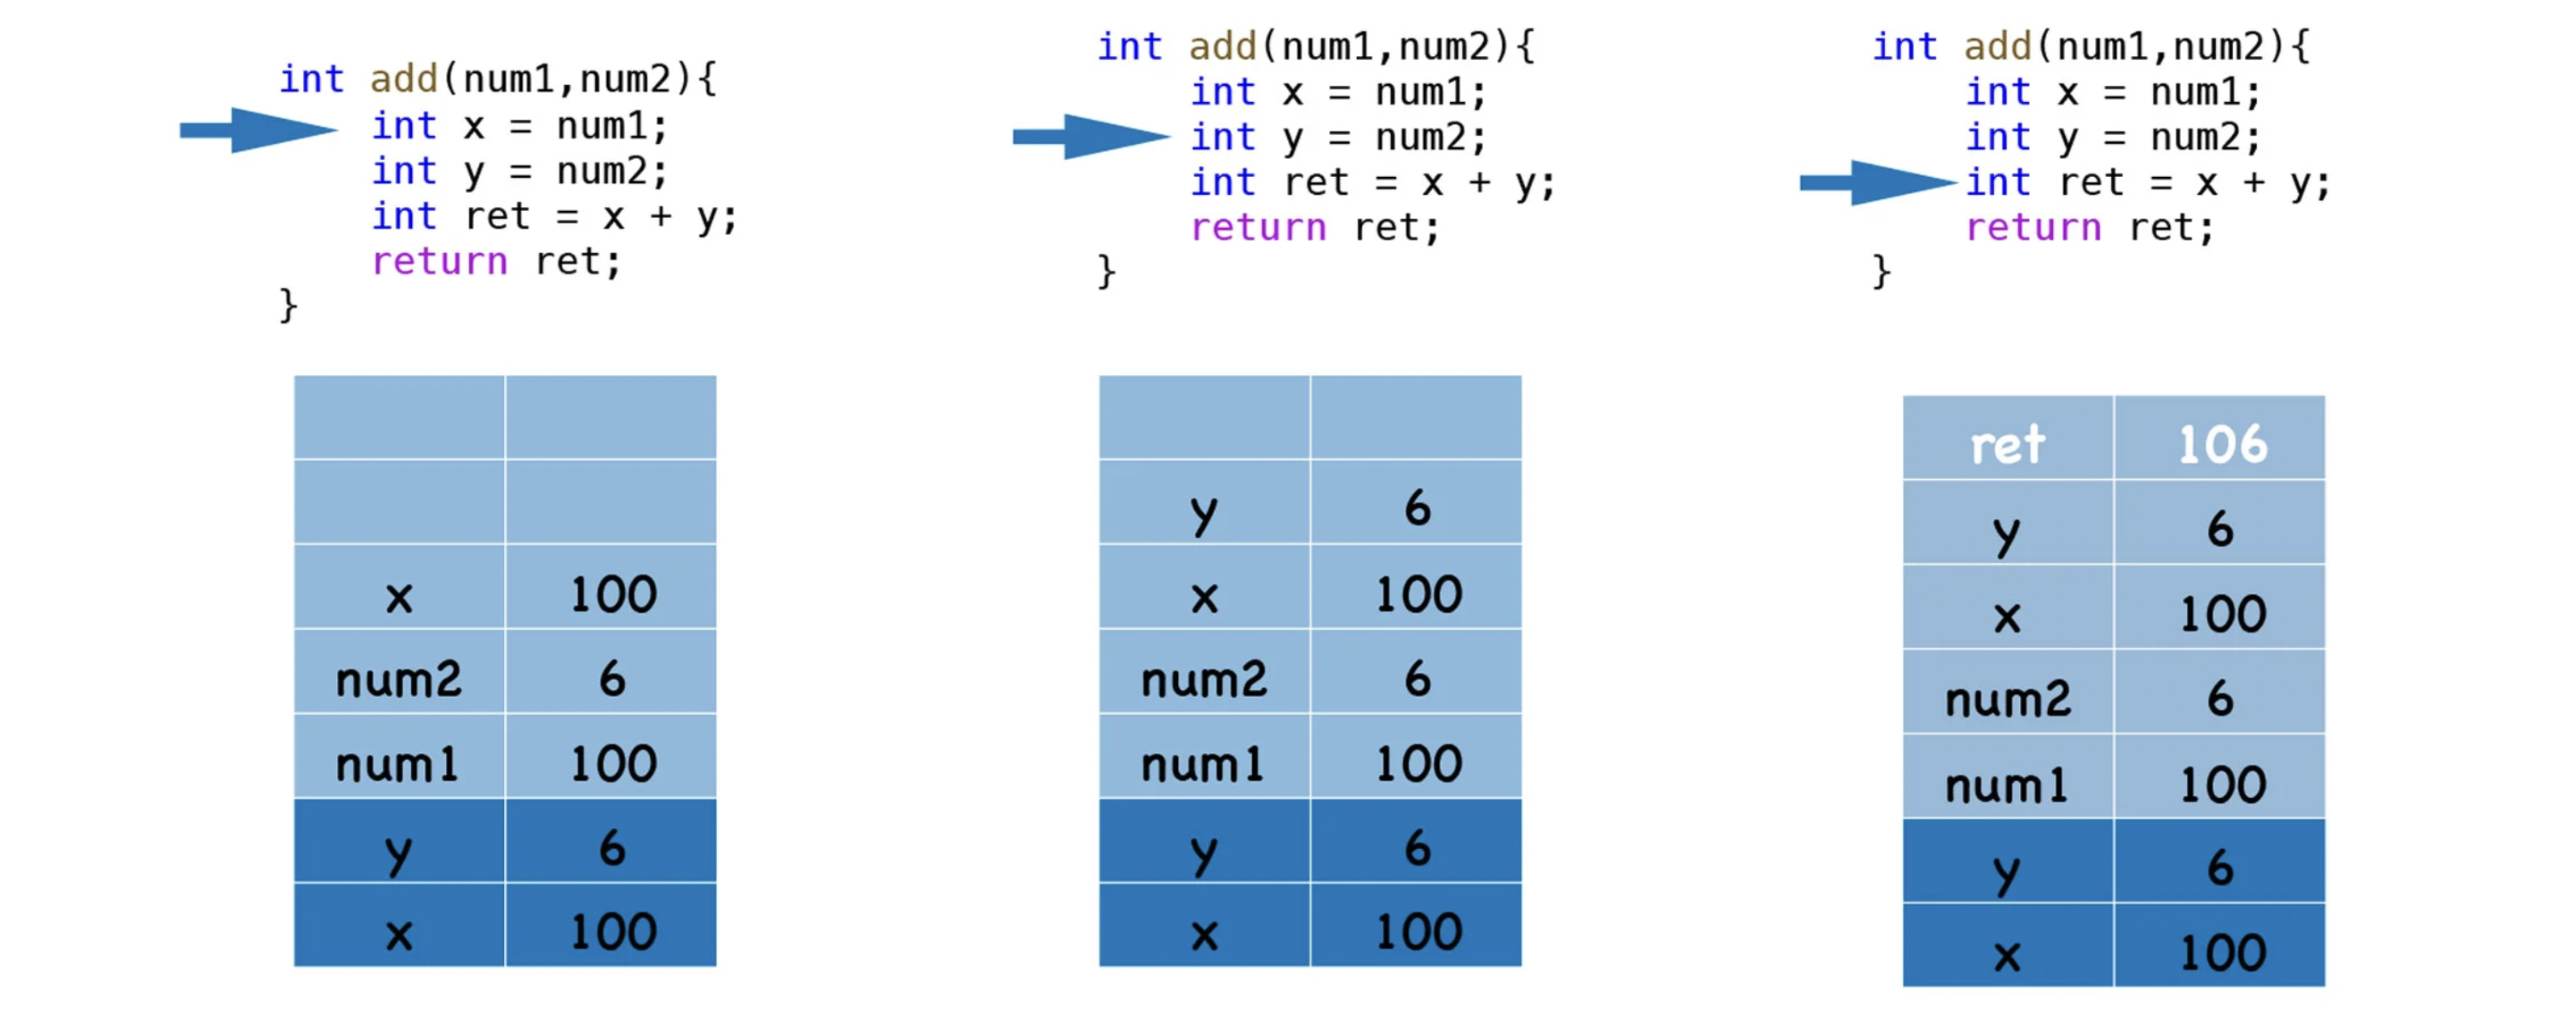 int add(num1,num2){
int x = num1;
int y = num2;
int ret = x + y;
return ret;
}
x 100
num2 6
num1 100
y 6
x 100
int add(num1,num2){
int x = num1;
int y = num2;
int ret = x + y;
return ret;
}
y 6
x 100
num2 6
num1 100
y 6
x 100
int add(num1,num2){
int x = num1;
int y = num2;
int ret = x + y;
return ret;
}
ret 106
y 6
x 100
num2 6
num1 100
y 6
x 100